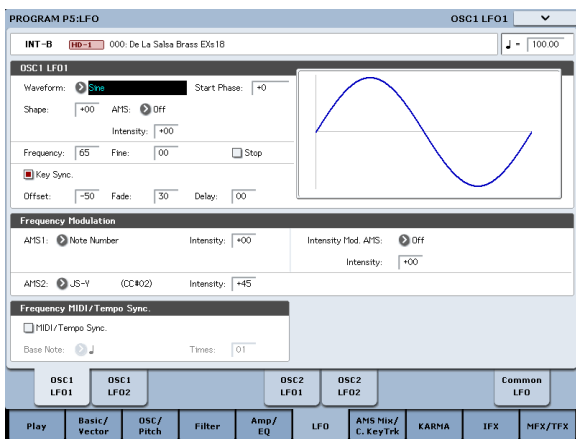 PROGRAM P5:LFO OSC1 LFO1
INT-B HD-1 000: De La Salsa Brass EXs18 ♩= 100.00
OSC1 LFO1
Waveform: Sine Start Phase: +0
Shape: +00 AMS: Off
Intensity: +00
Frequency: 65 Fine: 00 Stop
Key Sync.
Offset: -50 Fade: 30 Delay: 00
Frequency Modulation
AMS1: Note Number Intensity: +00 Intensity Mod. AMS: Off
Intensity: +00
AMS2: JS-Y (CC#02) Intensity: +45
Frequency MIDI/Tempo Sync.
MIDI/Tempo Sync.
Base Note: ♩ Times: 01
OSC1 LFO1 OSC1 LFO2 OSC2 LFO1 OSC2 LFO2 Common LFO
Play Basic/Vector OSC/Pitch Filter Amp/EQ LFO AMS Mix/C.KeyTrk KARMA IFX MFX/TFX